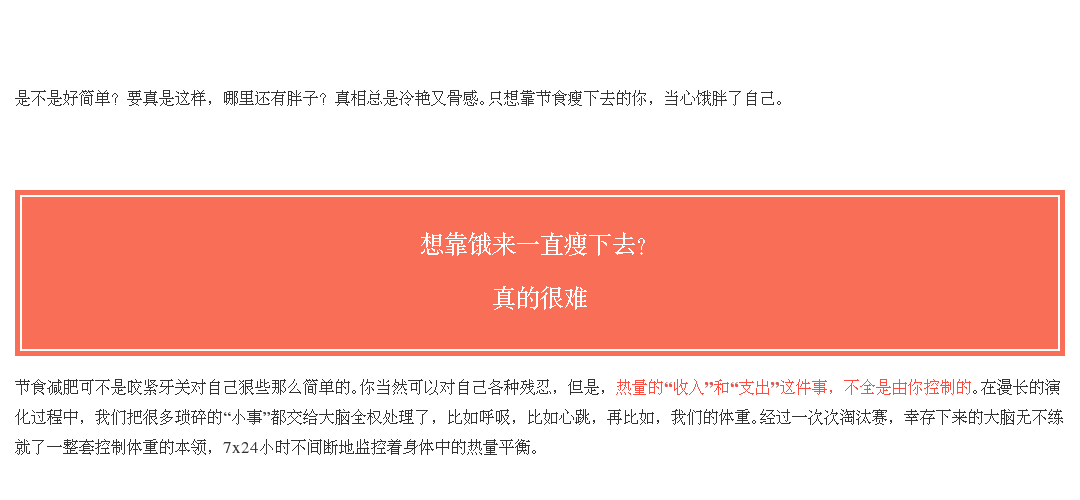 是不是好简单？要真是这样，哪里还有胖子？真相总是冷艳又骨感。只想靠节食瘦下去的你，当心饿胖了自己。
想靠饿来一直瘦下去？
真的很难
节食减肥可不是咬紧牙关对自己狠些那么简单的。你当然可以对自己各种残忍，但是，热量的“收入”和“支出”这件事，不全是由你控制的。在漫长的演
化过程中，我们把很多琐碎的“小事”都交给大脑全权处理了，比如呼吸，比如心跳，再比如，我们的体重。经过一次次淘汰赛，幸存下来的大脑无不练
就了一整套控制体重的本领，7x24小时不间断地监控着身体中的热量平衡。